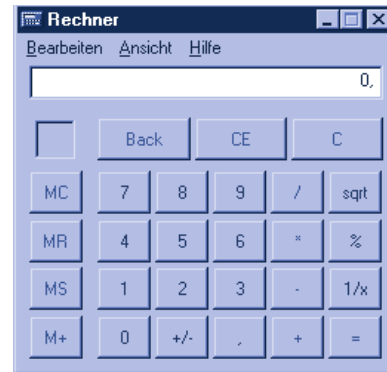 Rechner
Bearbeiten Ansicht Hilfe
0,
Back CE C
MC 7 8 9 / sqrt
MR 4 5 6 * %
MS 1 2 3 - 1/x
M+ 0 +/- , + =